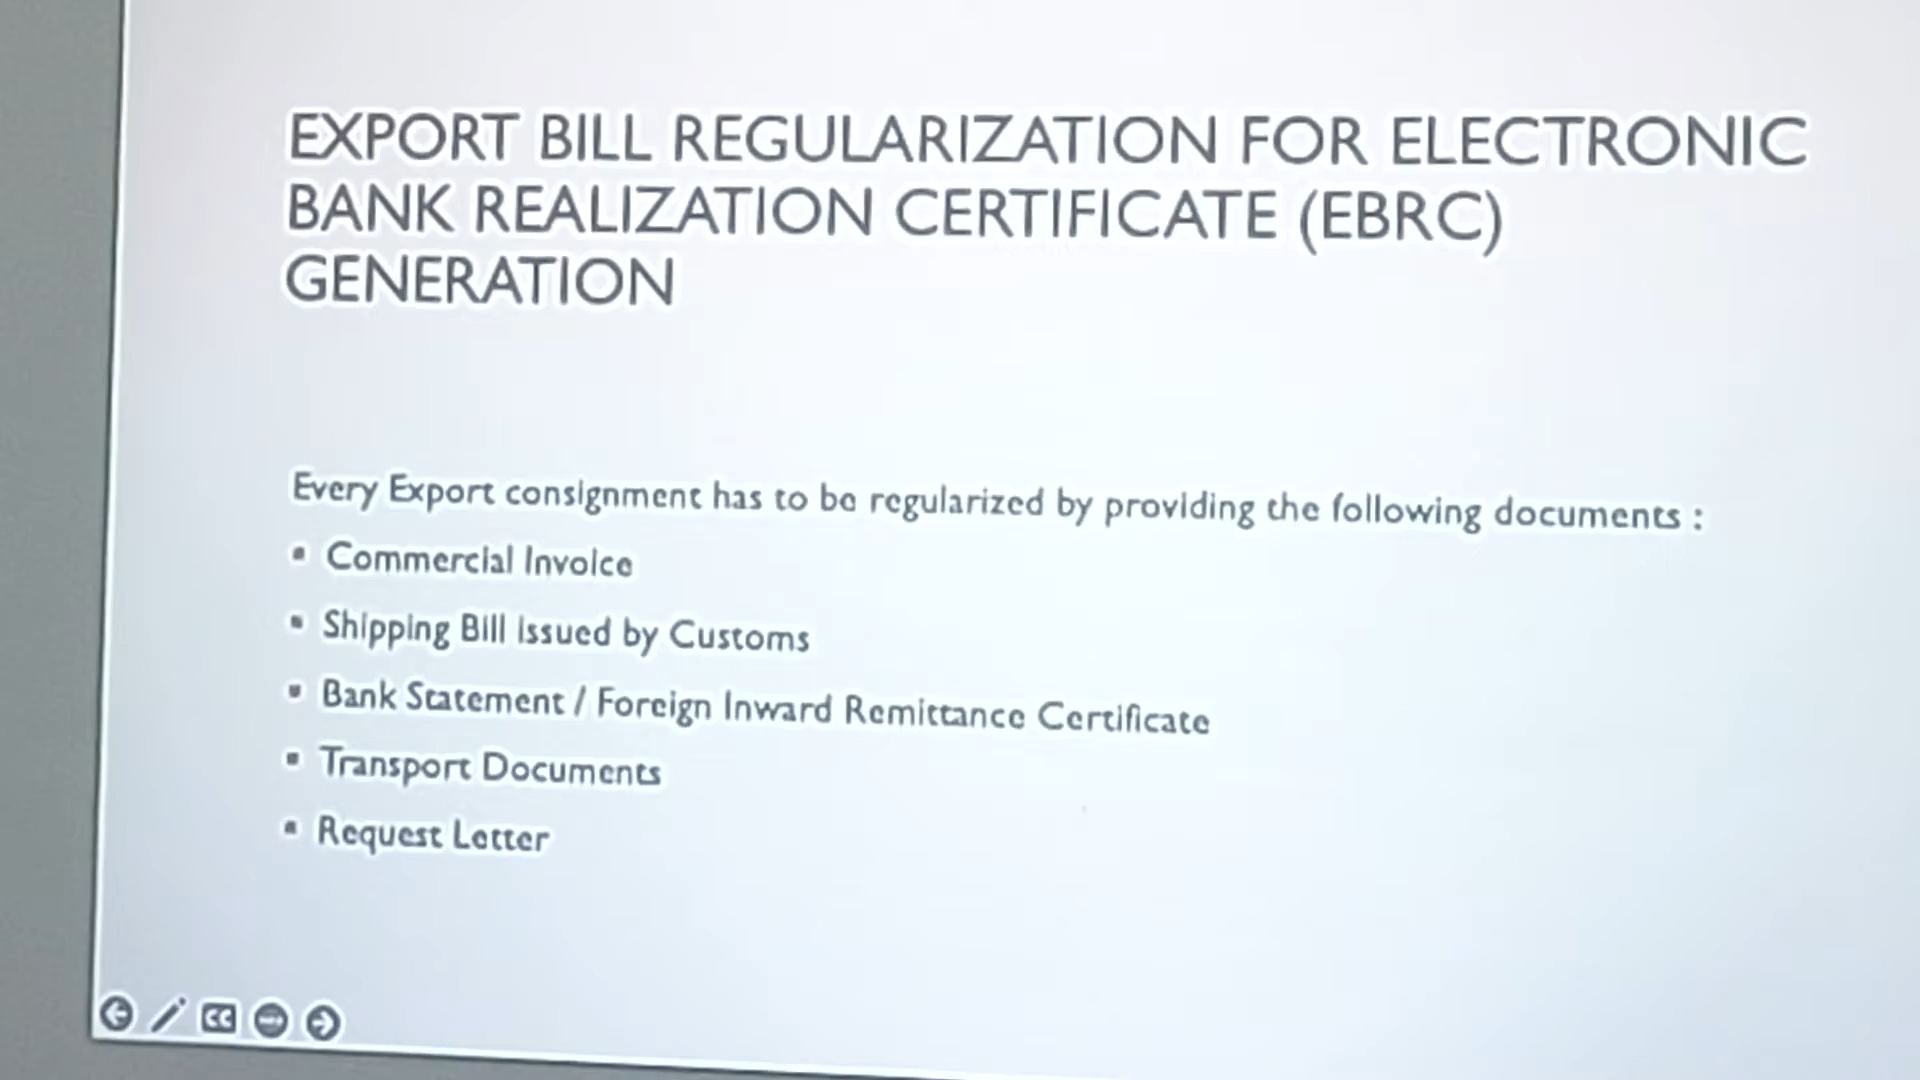 EXPORT BILL REGULARIZATION FOR ELECTRONIC
BANK REALIZATION CERTIFICATE (EBRC)
GENERATION
Every Export consignment has to be regularized by providing the following documents :
▪ Commercial Invoice
▪ Shipping Bill issued by Customs
▪ Bank Statement / Foreign Inward Remittance Certificate
▪ Transport Documents
▪ Request Letter
CC